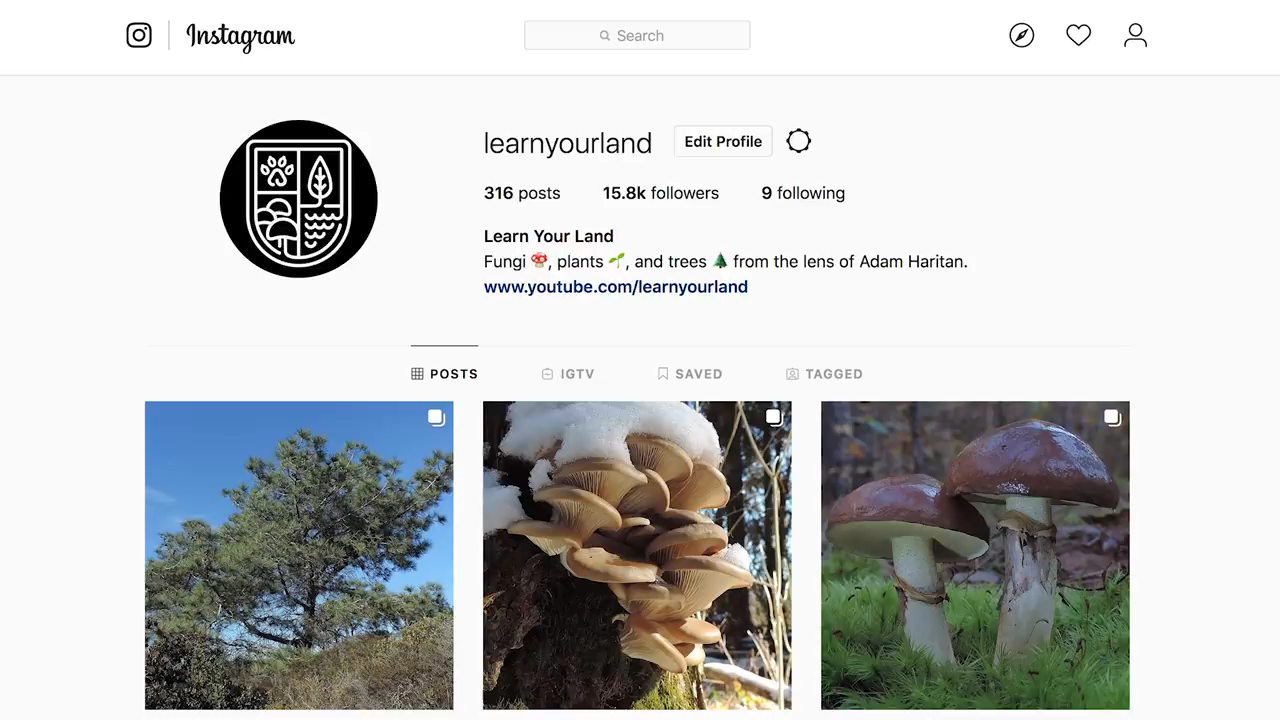 Instagram
Search
learnyourland
Edit Profile
316 posts 15.8k followers 9 following
Learn Your Land
Fungi 🍄, plants 🌱, and trees 🌲 from the lens of Adam Haritan.
www.youtube.com/learnyourland
POSTS IGTV SAVED TAGGED